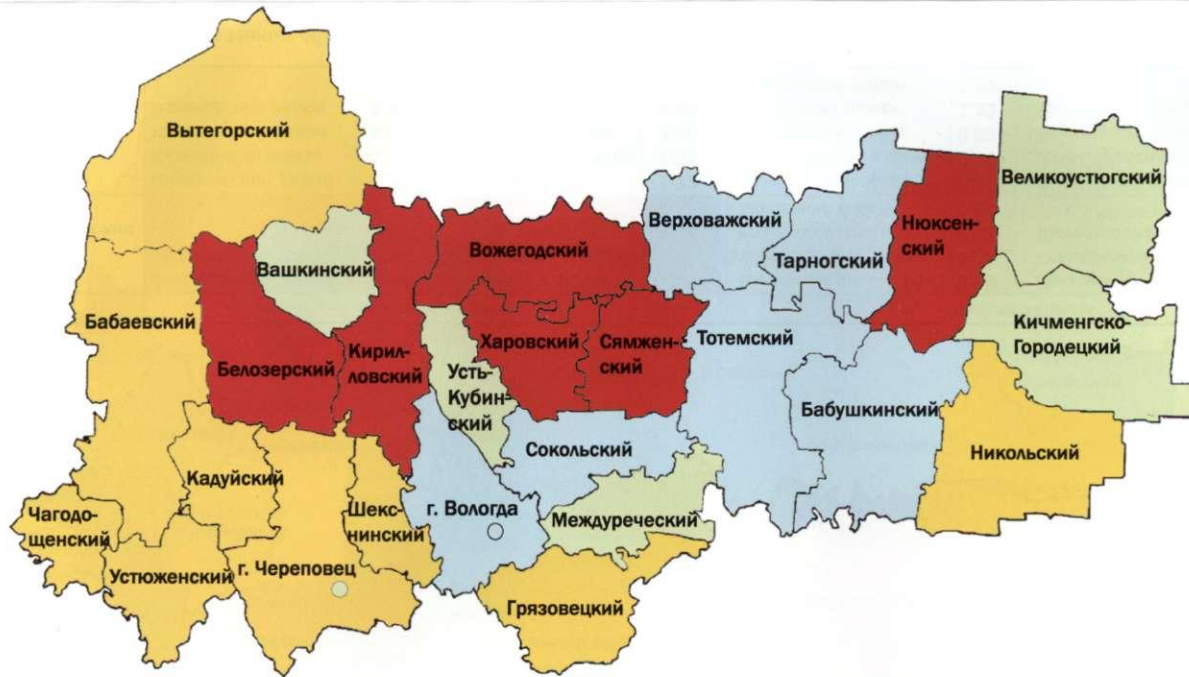 Вытегорский
Великоустюгский
Верховажский
Нюксен-
ский
Вожегодский
Тарногский
Вашкинский
Бабаевский
Кичменгско-
Городецкий
Тотемский
Харовский
Сямжен-
ский
Кирил-
ловский
Белозерский
Усть-
Кубин-
ский
Бабушкинский
Сокольский
Никольский
Кадуйский
г. Вологда
Шекс-
нинский
Междуреческий
Чагодо-
щенский
г. Череповец
Устюженский
Грязовецкий